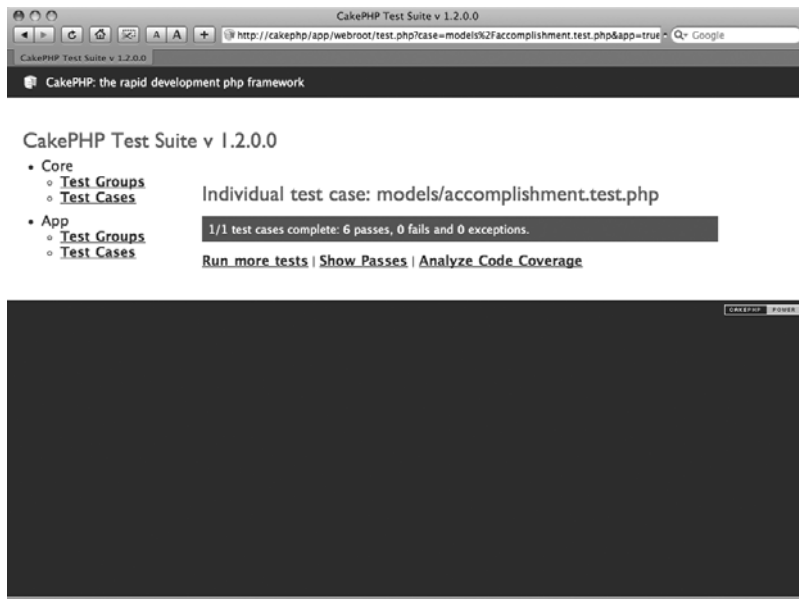 CakePHP Test Suite v 1.2.0.0
A A + http://cakephp/app/webroot/test.php?case=models%2Faccomplishment.test.php&app=true Google
CakePHP Test Suite v 1.2.0.0
CakePHP: the rapid development php framework
CakePHP Test Suite v 1.2.0.0
• Core
◦ Test Groups
◦ Test Cases
• App
◦ Test Groups
◦ Test Cases
Individual test case: models/accomplishment.test.php
1/1 test cases complete: 6 passes, 0 fails and 0 exceptions.
Run more tests | Show Passes | Analyze Code Coverage
CAKEPHP POWER